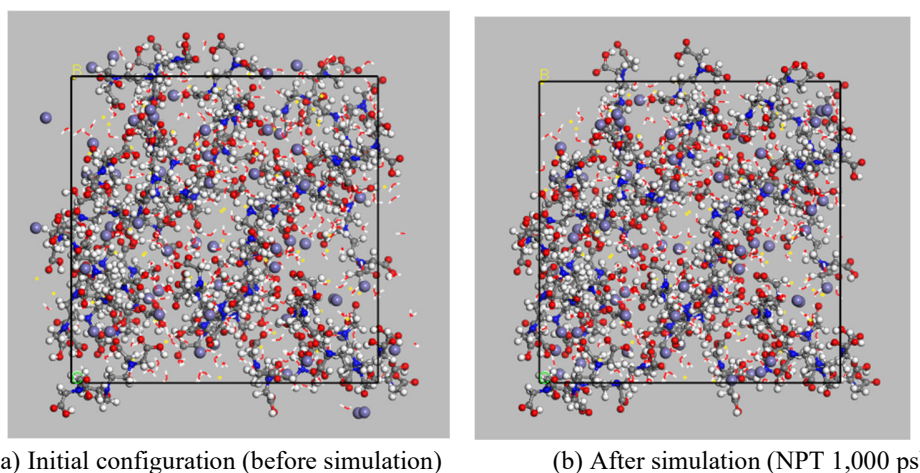 B
B
a) Initial configuration (before simulation)
(b) After simulation (NPT 1,000 ps